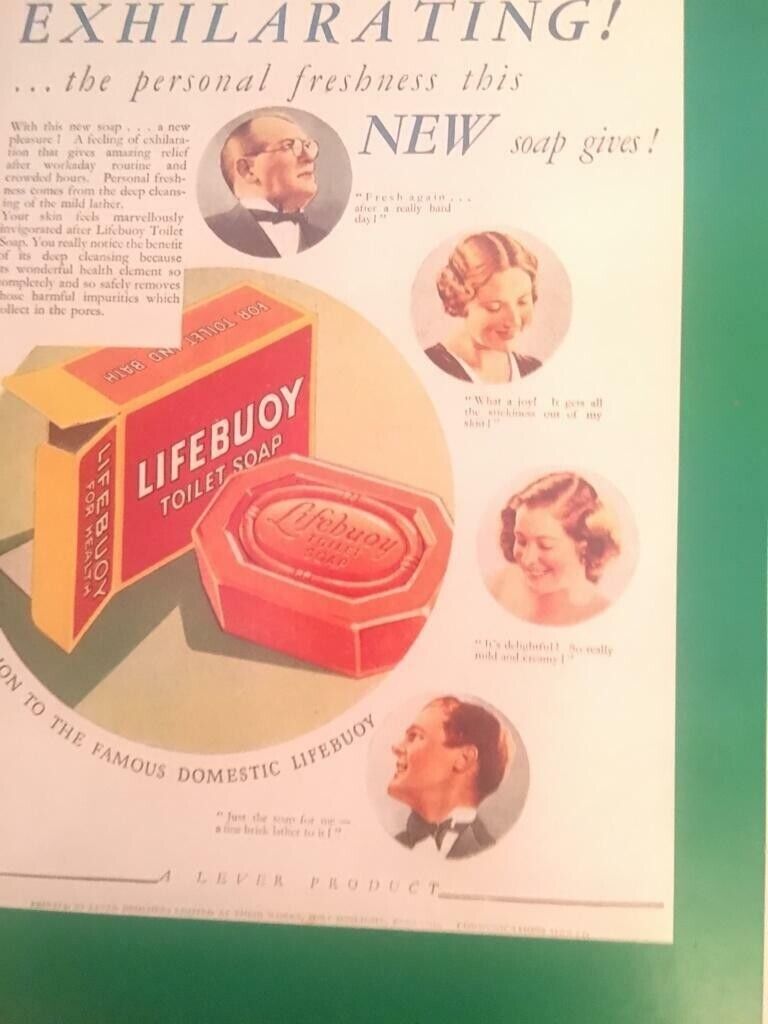 EXHILARATING!
...the personal freshness this
NEW soap gives!
With this new soap . . . a new
pleasure! A feeling of exhilara-
tion that gives amazing relief
after workaday routine and
crowded hours. Personal fresh-
ness comes from the deep cleans-
ing of the mild lather.
Your skin feels marvellously
invigorated after Lifebuoy Toilet
Soap. You really notice the benefit
of its deep cleansing because
ts wonderful health element so
ompletely and so safely removes
hose harmful impurities which
ollect in the pores.
"Fresh again...
after a really hard
day!"
"What a joy! It gets all
the stickiness out of my
skin!"
FOR TOILET AND BATH
LIFEBUOY
TOILET SOAP
LIFEBUOY
FOR HEALTH
Lifebuoy
TOILET
SOAP
"It's delightful! So really
mild and creamy!"
ION TO THE FAMOUS DOMESTIC LIFEBUOY
"Just the soap for me —
a fine brisk lather to it!"
A LEVER PRODUCT